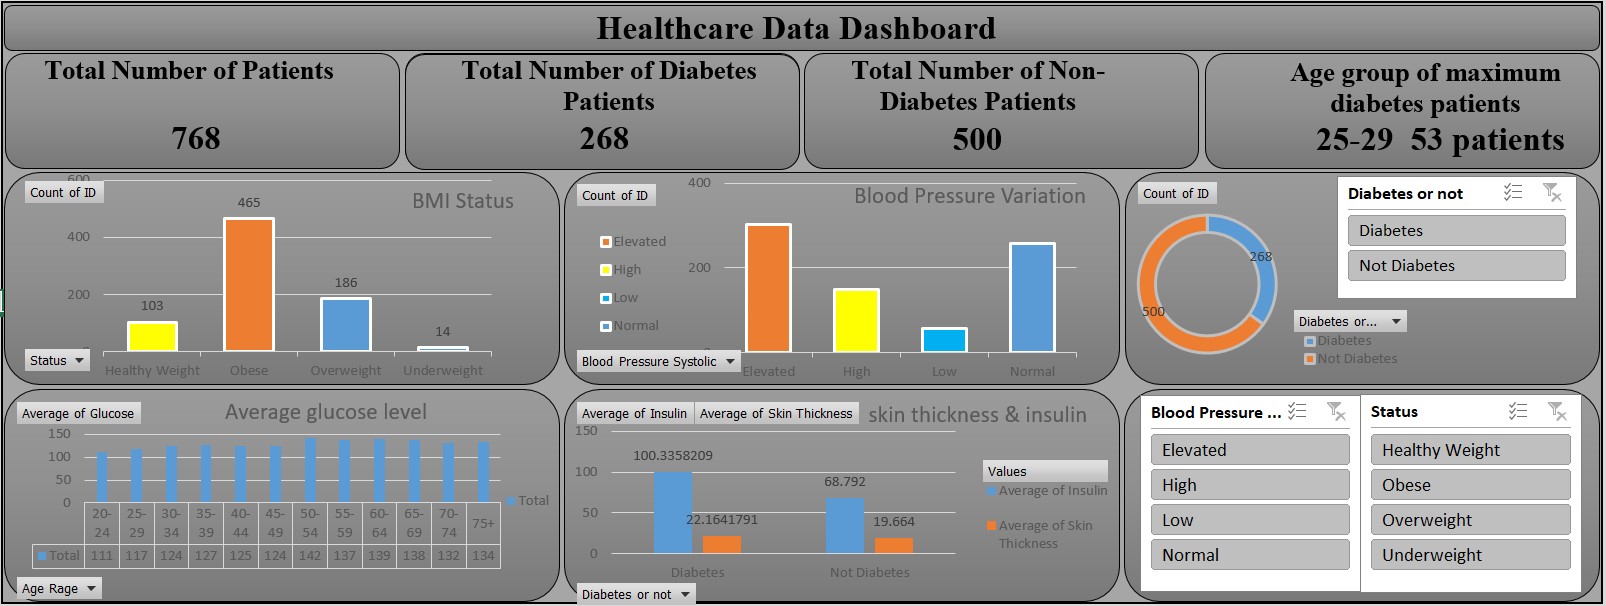 Healthcare Data Dashboard
Total Number of Patients
768
Total Number of Diabetes
Patients
268
Total Number of Non-
Diabetes Patients
500
Age group of maximum
diabetes patients
25-29 53 patients
Count of ID
BMI Status
600
400
200
103
465
186
14
Healthy Weight Obese Overweight Underweight
Status
Count of ID
Blood Pressure Variation
400
200
0
Elevated
High
Low
Normal
Elevated High Low Normal
Blood Pressure Systolic
Count of ID
268
500
Diabetes or...
Diabetes
Not Diabetes
Diabetes or not
Diabetes
Not Diabetes
Average of Glucose
Average glucose level
150
100
50
0
20-24 25-29 30-34 35-39 40-44 45-49 50-54 55-59 60-64 65-69 70-74 75+
Total 111 117 124 127 125 124 142 137 139 138 132 134
Total
Age Rage
Average of Insulin Average of Skin Thickness
skin thickness & insulin
150
100
50
0
100.3358209
22.1641791
68.792
19.664
Diabetes Not Diabetes
Values
Average of Insulin
Average of Skin
Thickness
Diabetes or not
Blood Pressure ...
Elevated
High
Low
Normal
Status
Healthy Weight
Obese
Overweight
Underweight